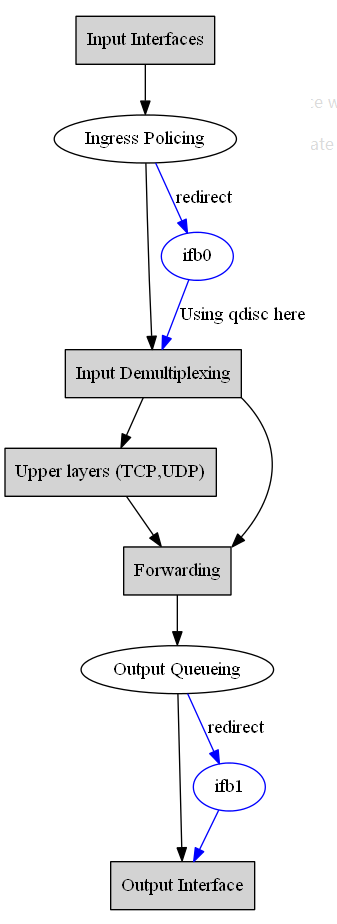 Input Interfaces
Ingress Policing
redirect
ifb0
Using qdisc here
Input Demultiplexing
Upper layers (TCP,UDP)
Forwarding
Output Queueing
redirect
ifb1
Output Interface